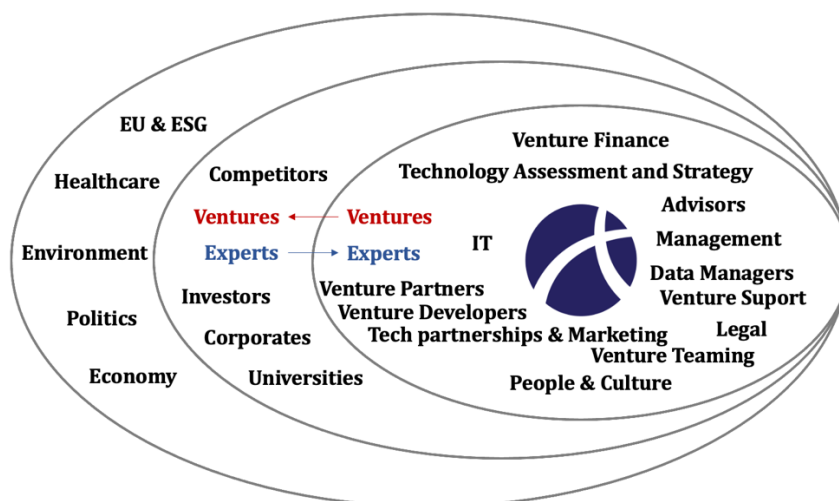 EU & ESG
Healthcare
Environment
Politics
Economy
Competitors
Ventures
Experts
Investors
Corporates
Universities
Venture Finance
Technology Assessment and Strategy
Ventures
Experts
IT
Advisors
Management
Data Managers
Venture Suport
Venture Partners
Venture Developers
Tech partnerships & Marketing
Legal
Venture Teaming
People & Culture